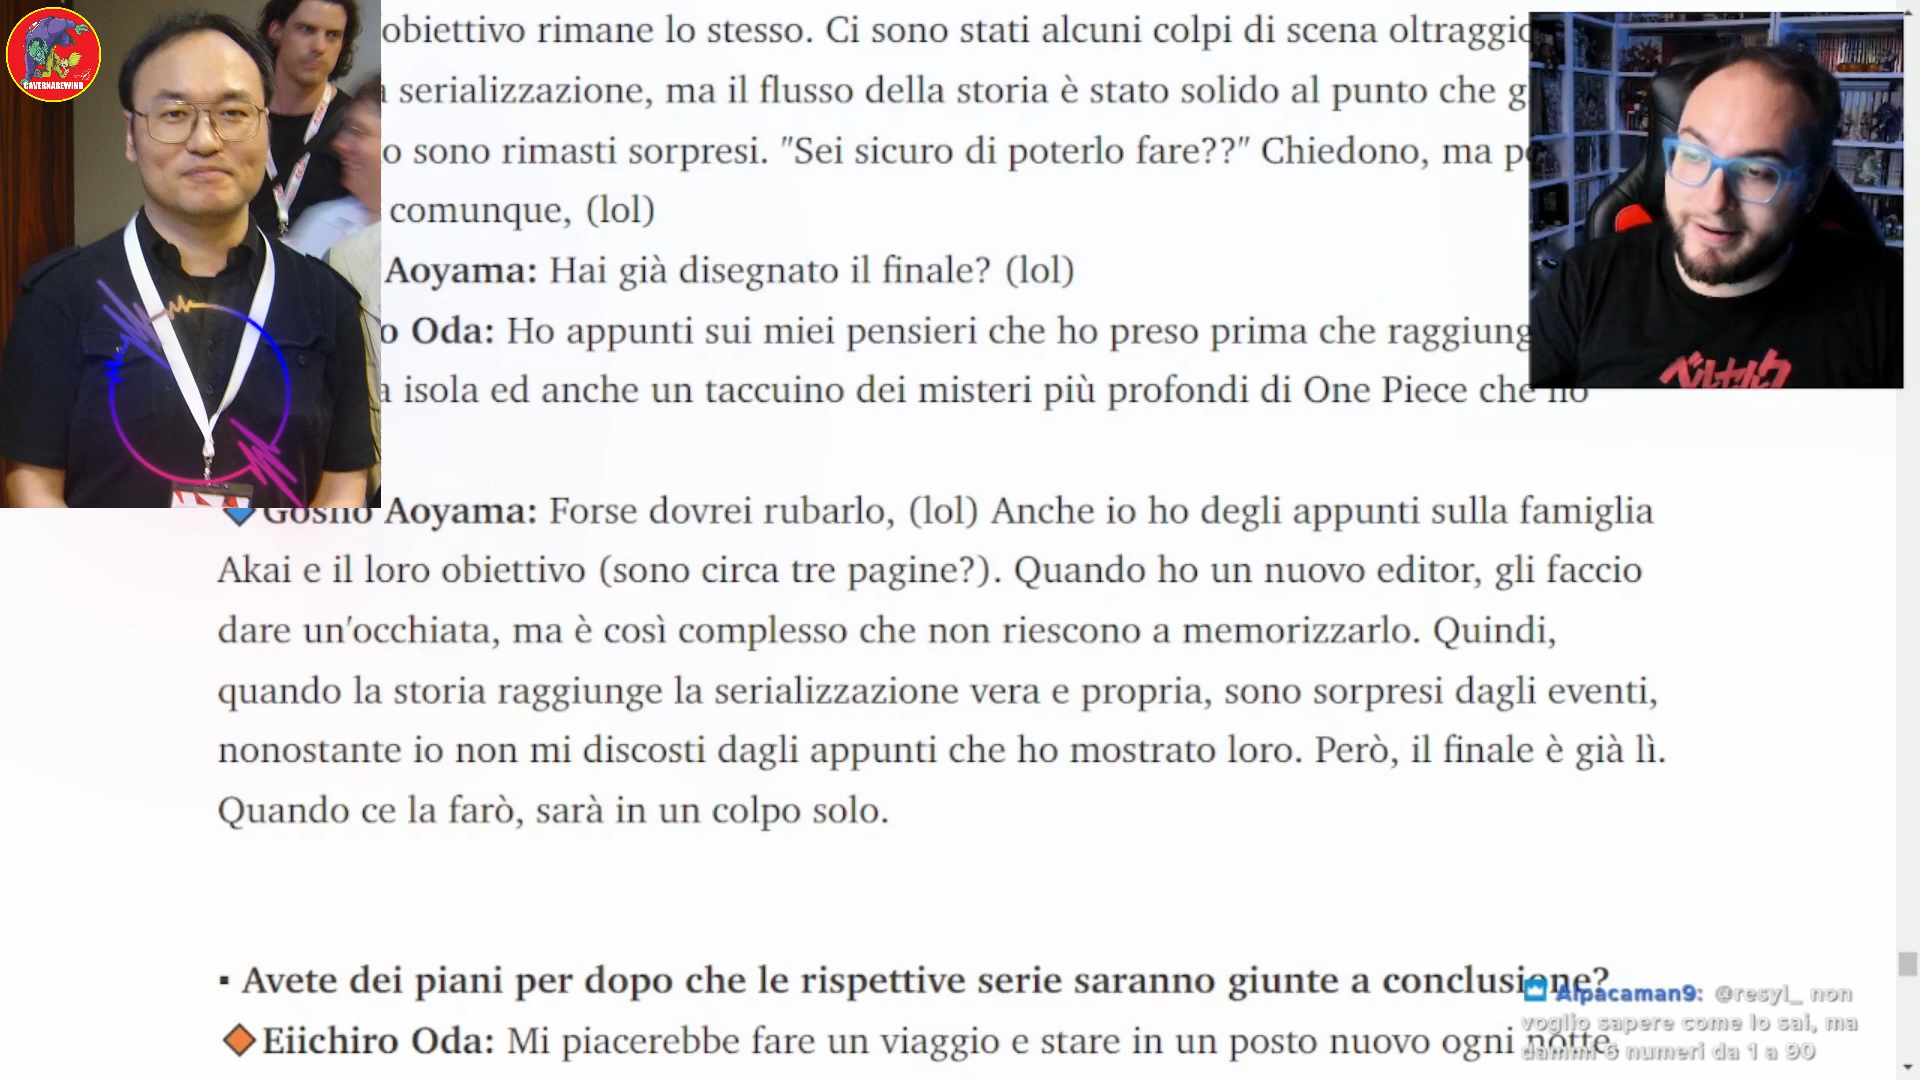 CAVERNAREWIND
obiettivo rimane lo stesso. Ci sono stati alcuni colpi di scena
serializzazione, ma il flusso della storia è stato solido al punto che
sono rimasti sorpresi. "Sei sicuro di poterlo fare??" Chiedono, ma
comunque, (lol)
Aoyama: Hai già disegnato il finale? (lol)
Oda: Ho appunti sui miei pensieri che ho preso prima che
isola ed anche un taccuino dei misteri più profondi di One Piece che ho
ベルセルク
Gosho Aoyama: Forse dovrei rubarlo, (lol) Anche io ho degli appunti sulla famiglia
Akai e il loro obiettivo (sono circa tre pagine?). Quando ho un nuovo editor, gli faccio
dare un'occhiata, ma è così complesso che non riescono a memorizzarlo. Quindi,
quando la storia raggiunge la serializzazione vera e propria, sono sorpresi dagli eventi,
nonostante io non mi discosti dagli appunti che ho mostrato loro. Però, il finale è già lì.
Quando ce la farò, sarà in un colpo solo.
▪ Avete dei piani per dopo che le rispettive serie saranno giunte a conclusione?
Eiichiro Oda: Mi piacerebbe fare un viaggio e stare in un posto nuovo ogni notte
Alpacaman9: @resyl_ non
voglio sapere come lo sai, ma
dammi 6 numeri da 1 a 90